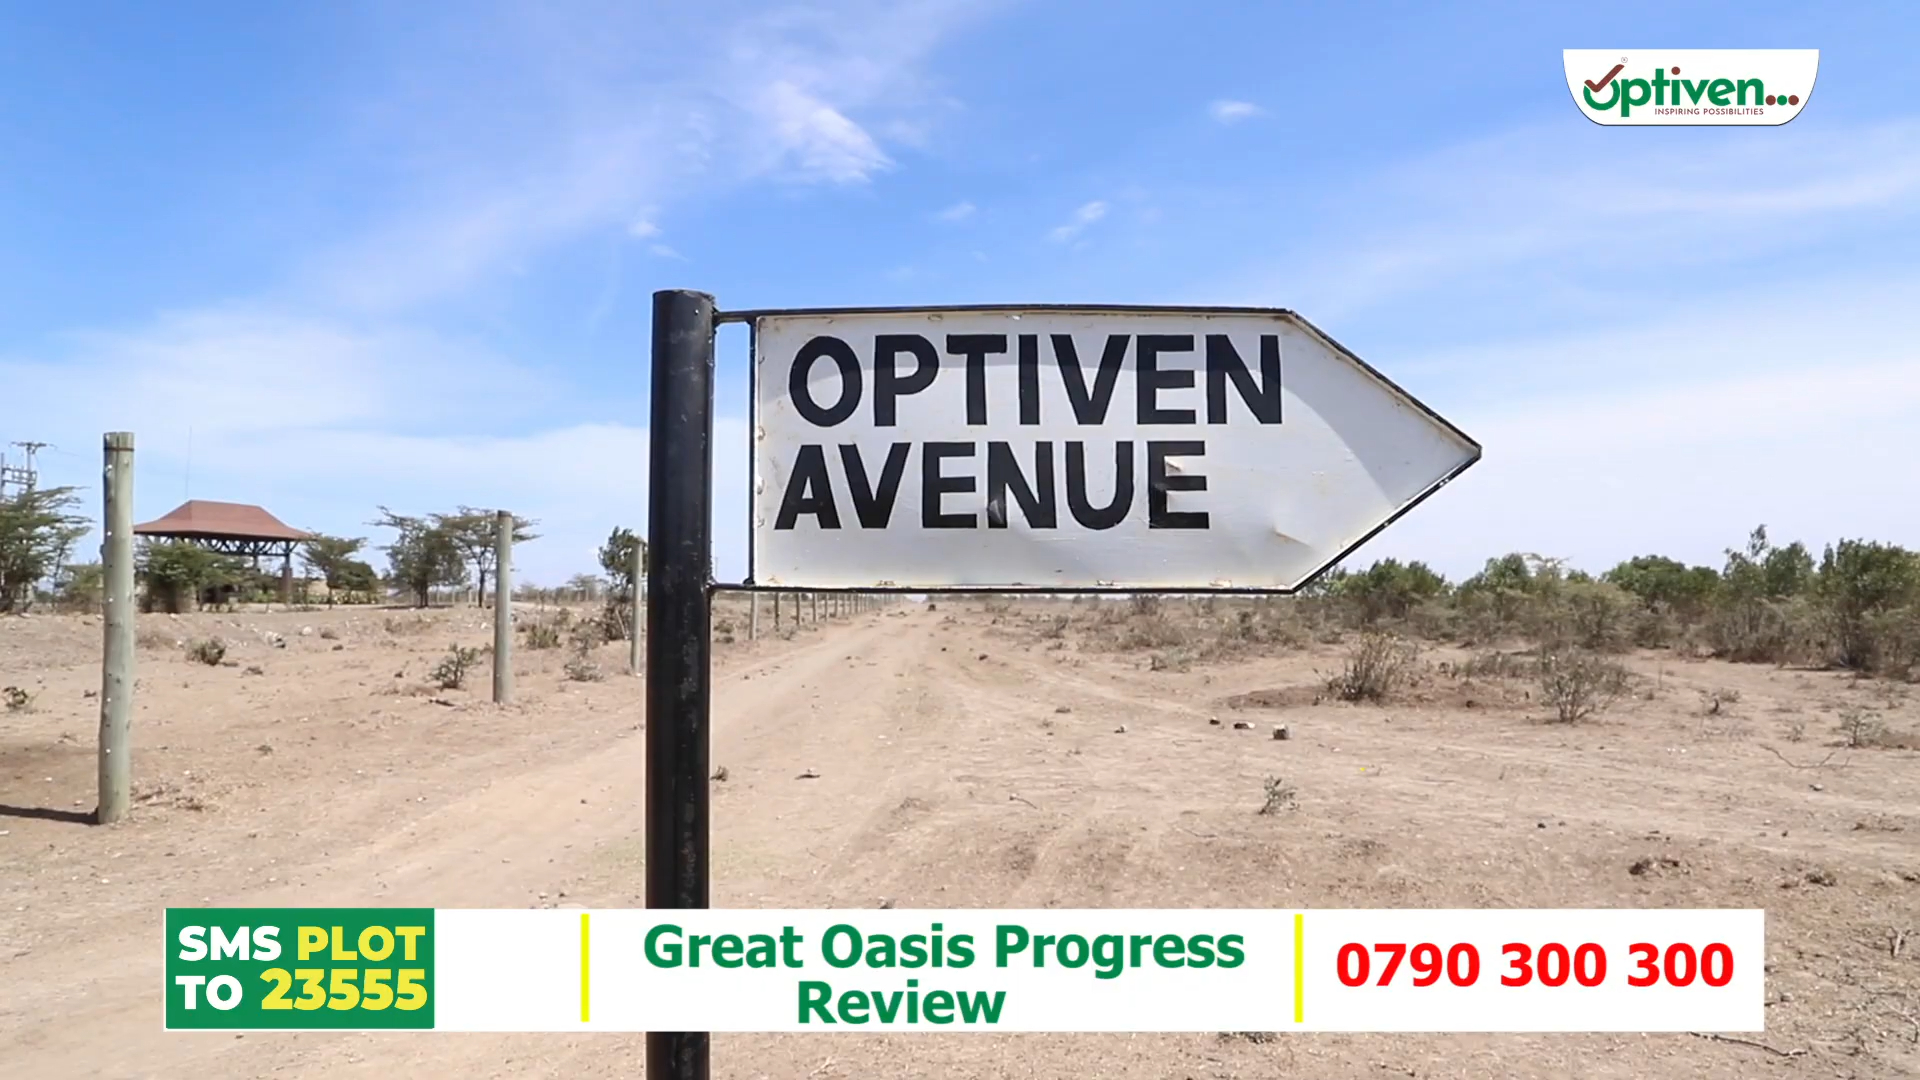 Optiven...
INSPIRING POSSIBILITIES
OPTIVEN
AVENUE
SMS PLOT
TO 23555
Great Oasis Progress
Review
0790 300 300